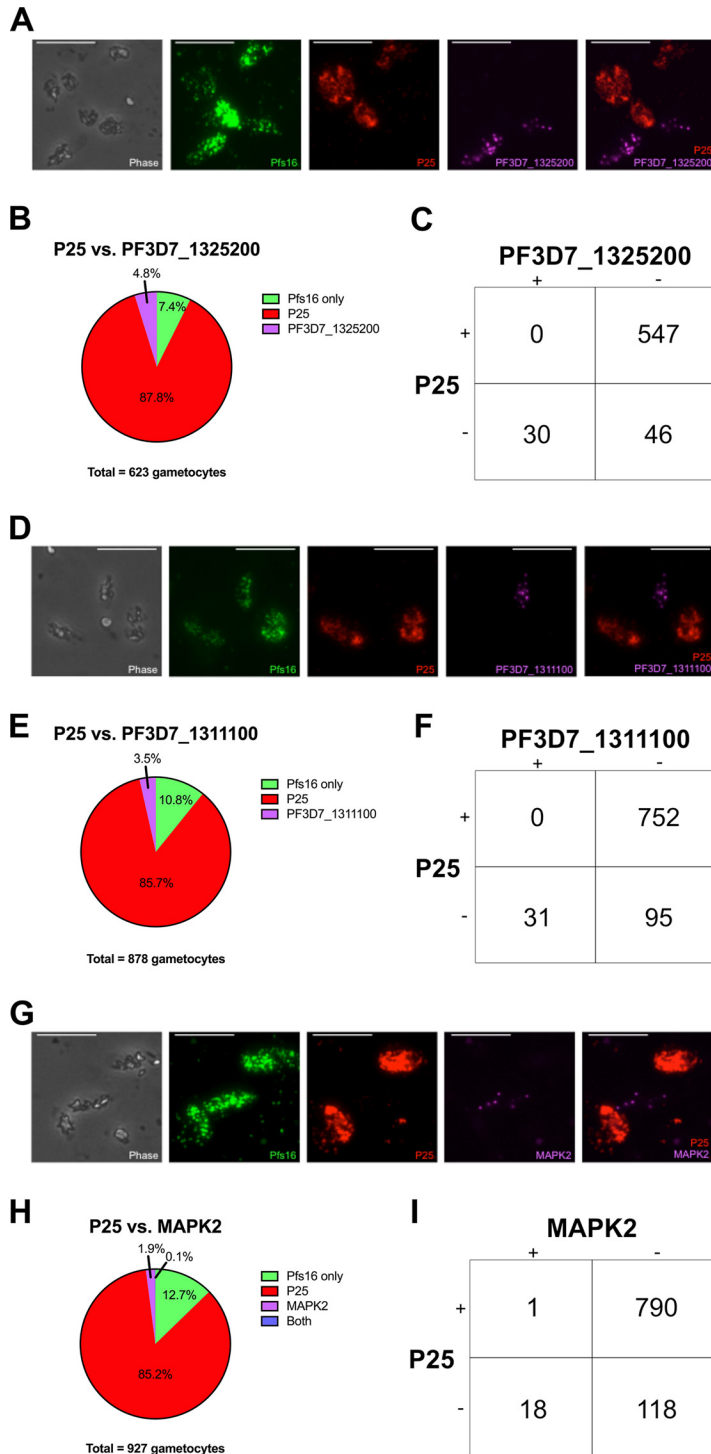 A
Phase
Pfs16
P25
PF3D7_1325200
P25
PF3D7_1325200
B
P25 vs. PF3D7_1325200
4.8%
7.4%
87.8%
Pfs16 only
P25
PF3D7_1325200
Total = 623 gametocytes
C
PF3D7_1325200
+ -
+ 0 547
P25
- 30 46
D
Phase
Pfs16
P25
PF3D7_1311100
P25
PF3D7_1311100
E
P25 vs. PF3D7_1311100
3.5%
10.8%
85.7%
Pfs16 only
P25
PF3D7_1311100
Total = 878 gametocytes
F
PF3D7_1311100
+ -
+ 0 752
P25
- 31 95
G
Phase
Pfs16
P25
MAPK2
P25
MAPK2
H
P25 vs. MAPK2
1.9%
0.1%
12.7%
85.2%
Pfs16 only
P25
MAPK2
Both
Total = 927 gametocytes
I
MAPK2
+ -
+ 1 790
P25
- 18 118